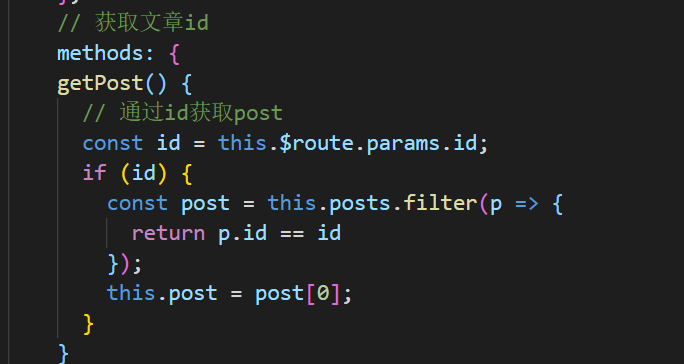 };
// 获取文章id
methods: {
getPost() {
// 通过id获取post
const id = this.$route.params.id;
if (id) {
const post = this.posts.filter(p => {
return p.id == id
});
this.post = post[0];
}
}